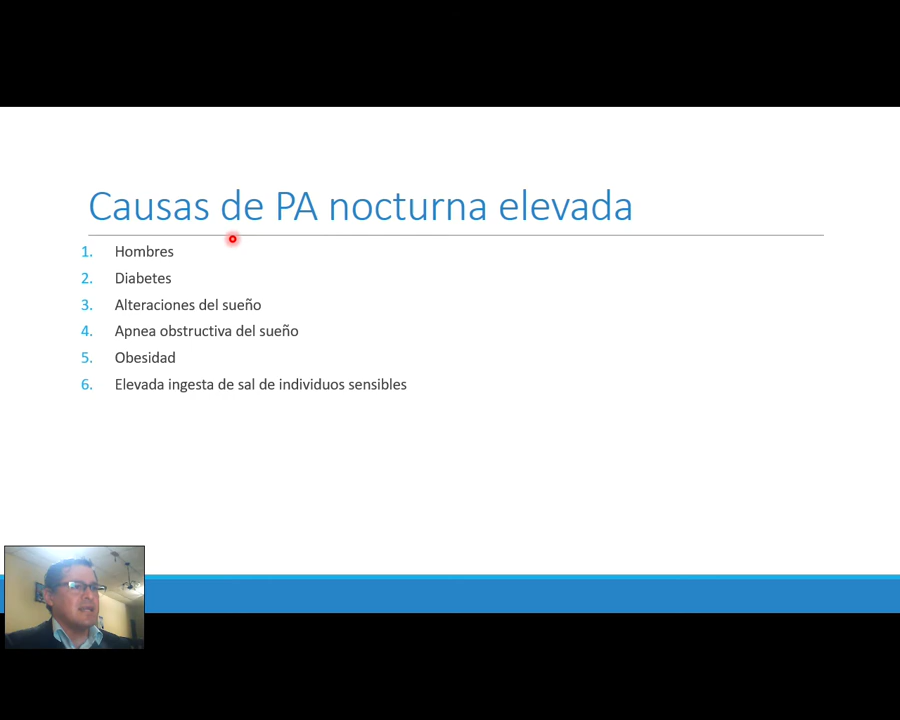 Causas de PA nocturna elevada
1. Hombres
2. Diabetes
3. Alteraciones del sueño
4. Apnea obstructiva del sueño
5. Obesidad
6. Elevada ingesta de sal de individuos sensibles